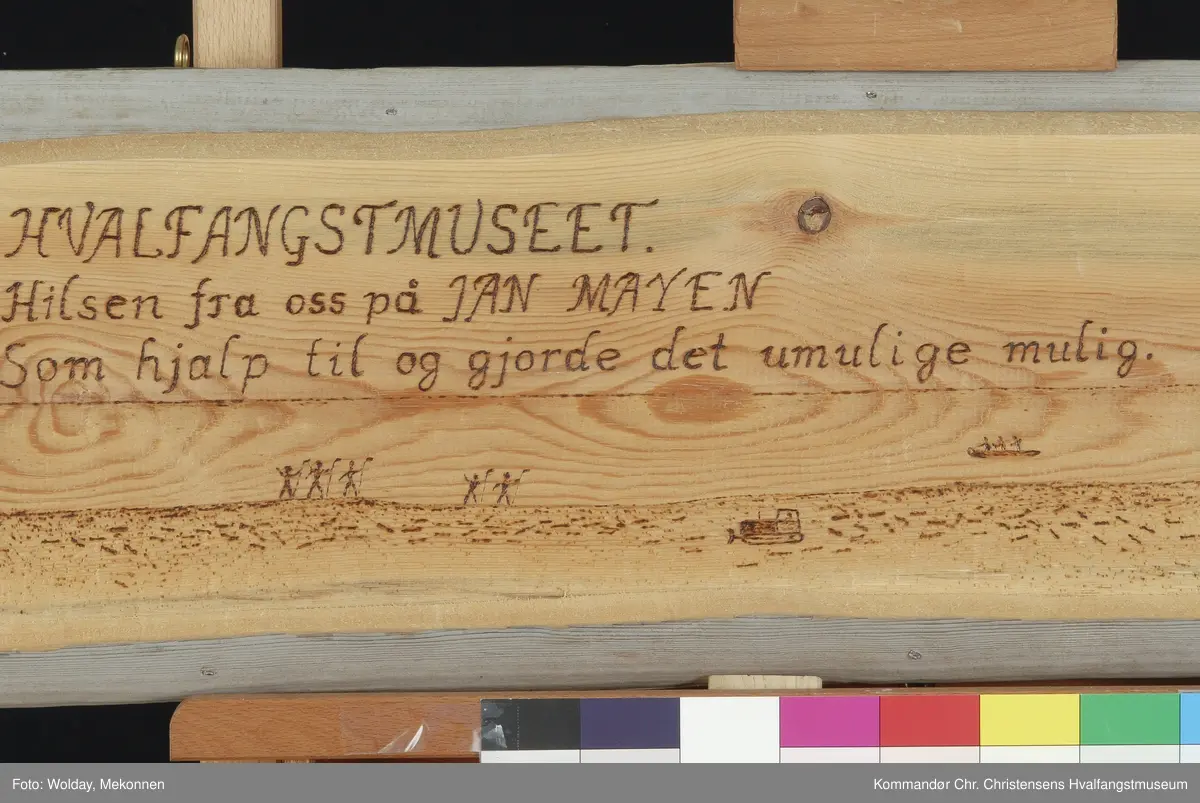 HVALFANGSTMUSEET.
Hilsen fra oss på JAN MAYEN
Som hjalp til og gjorde det umulige mulig.
Foto: Wolday, Mekonnen
Kommandør Chr. Christensens Hvalfangstmuseum